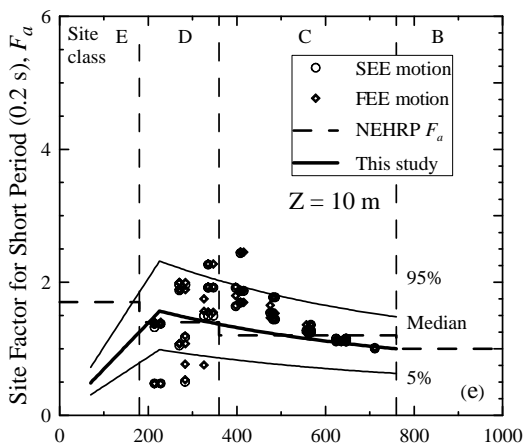 Site Factor for Short Period (0.2 s), Fa
6
4
2
0
Site
class
E
D
C
B
SEE motion
FEE motion
NEHRP Fa
This study
Z = 10 m
95%
Median
5%
(e)
0 200 400 600 800 1000